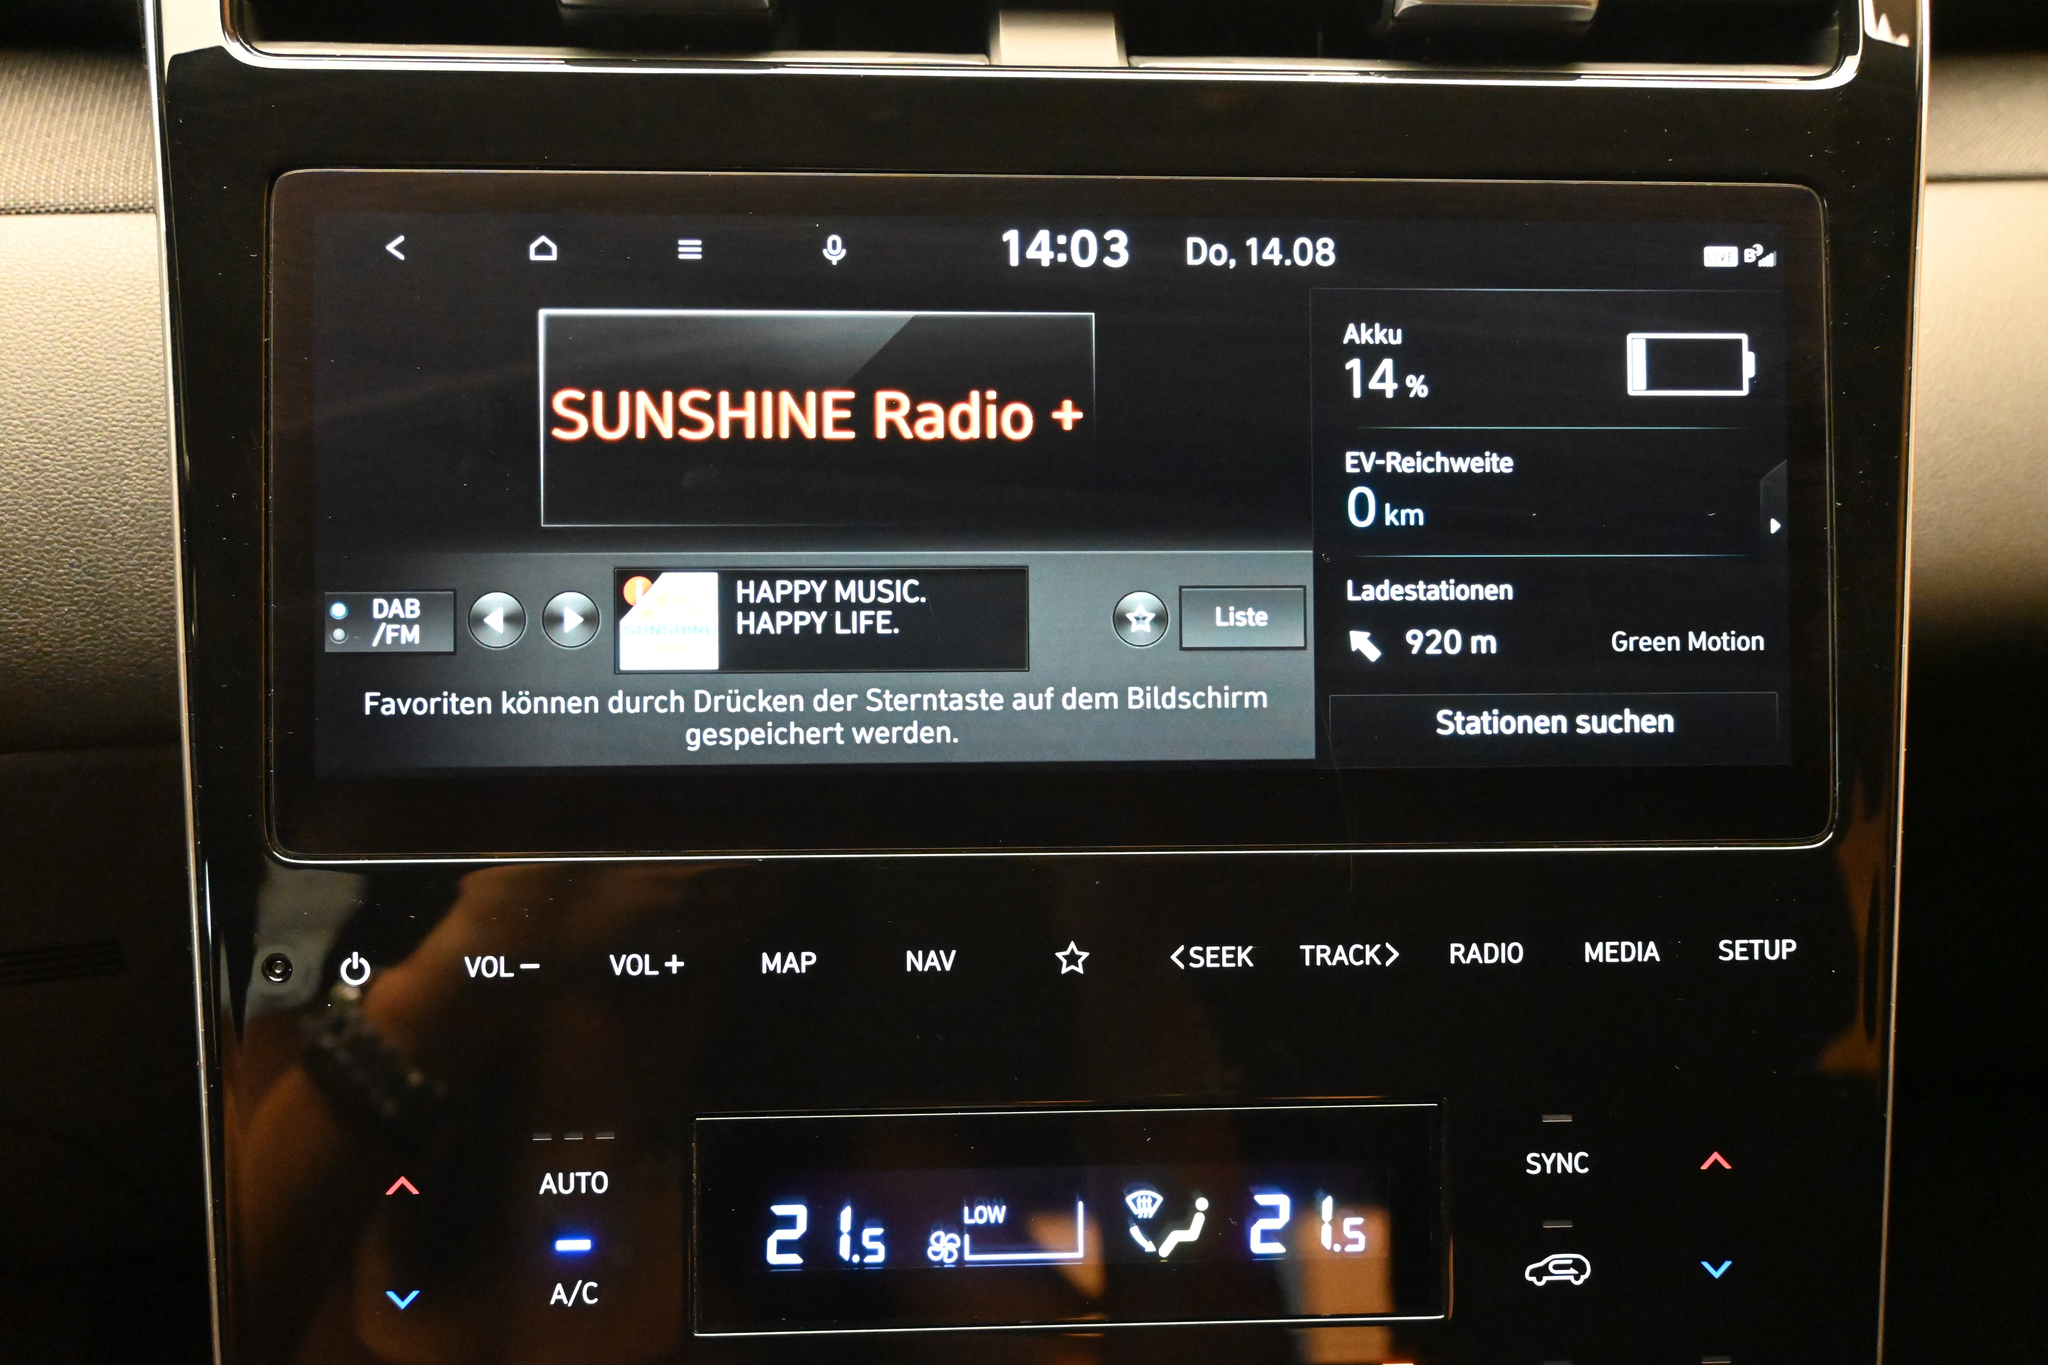 14:03 Do, 14.08
LIVE
SUNSHINE Radio +
Akku
14 %
EV-Reichweite
0 km
Ladestationen
920 m Green Motion
Stationen suchen
DAB
/FM
SUNSHINE
HAPPY MUSIC.
HAPPY LIFE.
Liste
Favoriten können durch Drücken der Sterntaste auf dem Bildschirm
gespeichert werden.
VOL− VOL+ MAP NAV <SEEK TRACK> RADIO MEDIA SETUP
AUTO
A/C
21.5 LOW 21.5
SYNC